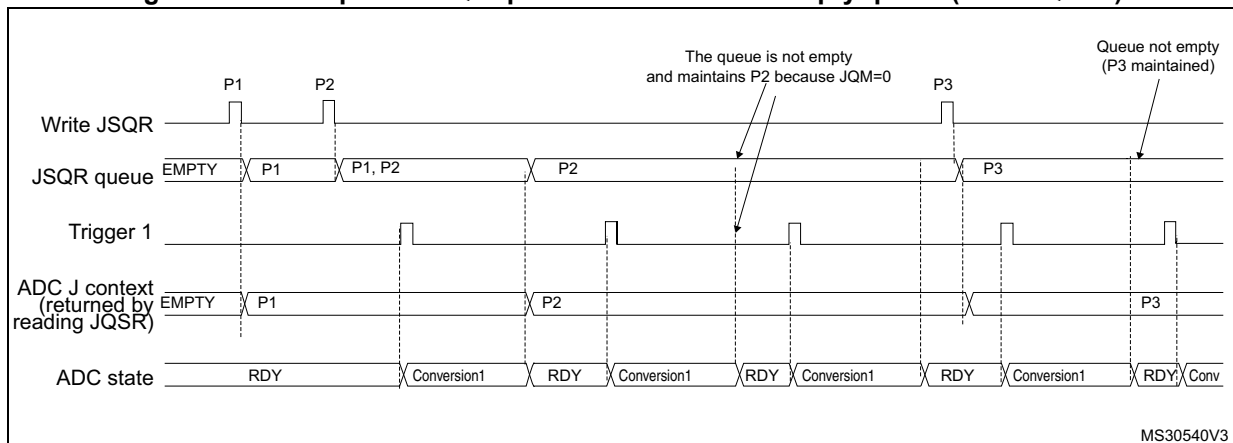 The queue is not empty
and maintains P2 because JQM=0
Queue not empty
(P3 maintained)
P1
P2
P3
Write JSQR
JSQR queue
EMPTY
P1
P1, P2
P2
P3
Trigger 1
ADC J context
(returned by
reading JQSR)
EMPTY
P1
P2
P3
ADC state
RDY
Conversion1
RDY
Conversion1
RDY
Conversion1
RDY
Conversion1
RDY
Conv
MS30540V3